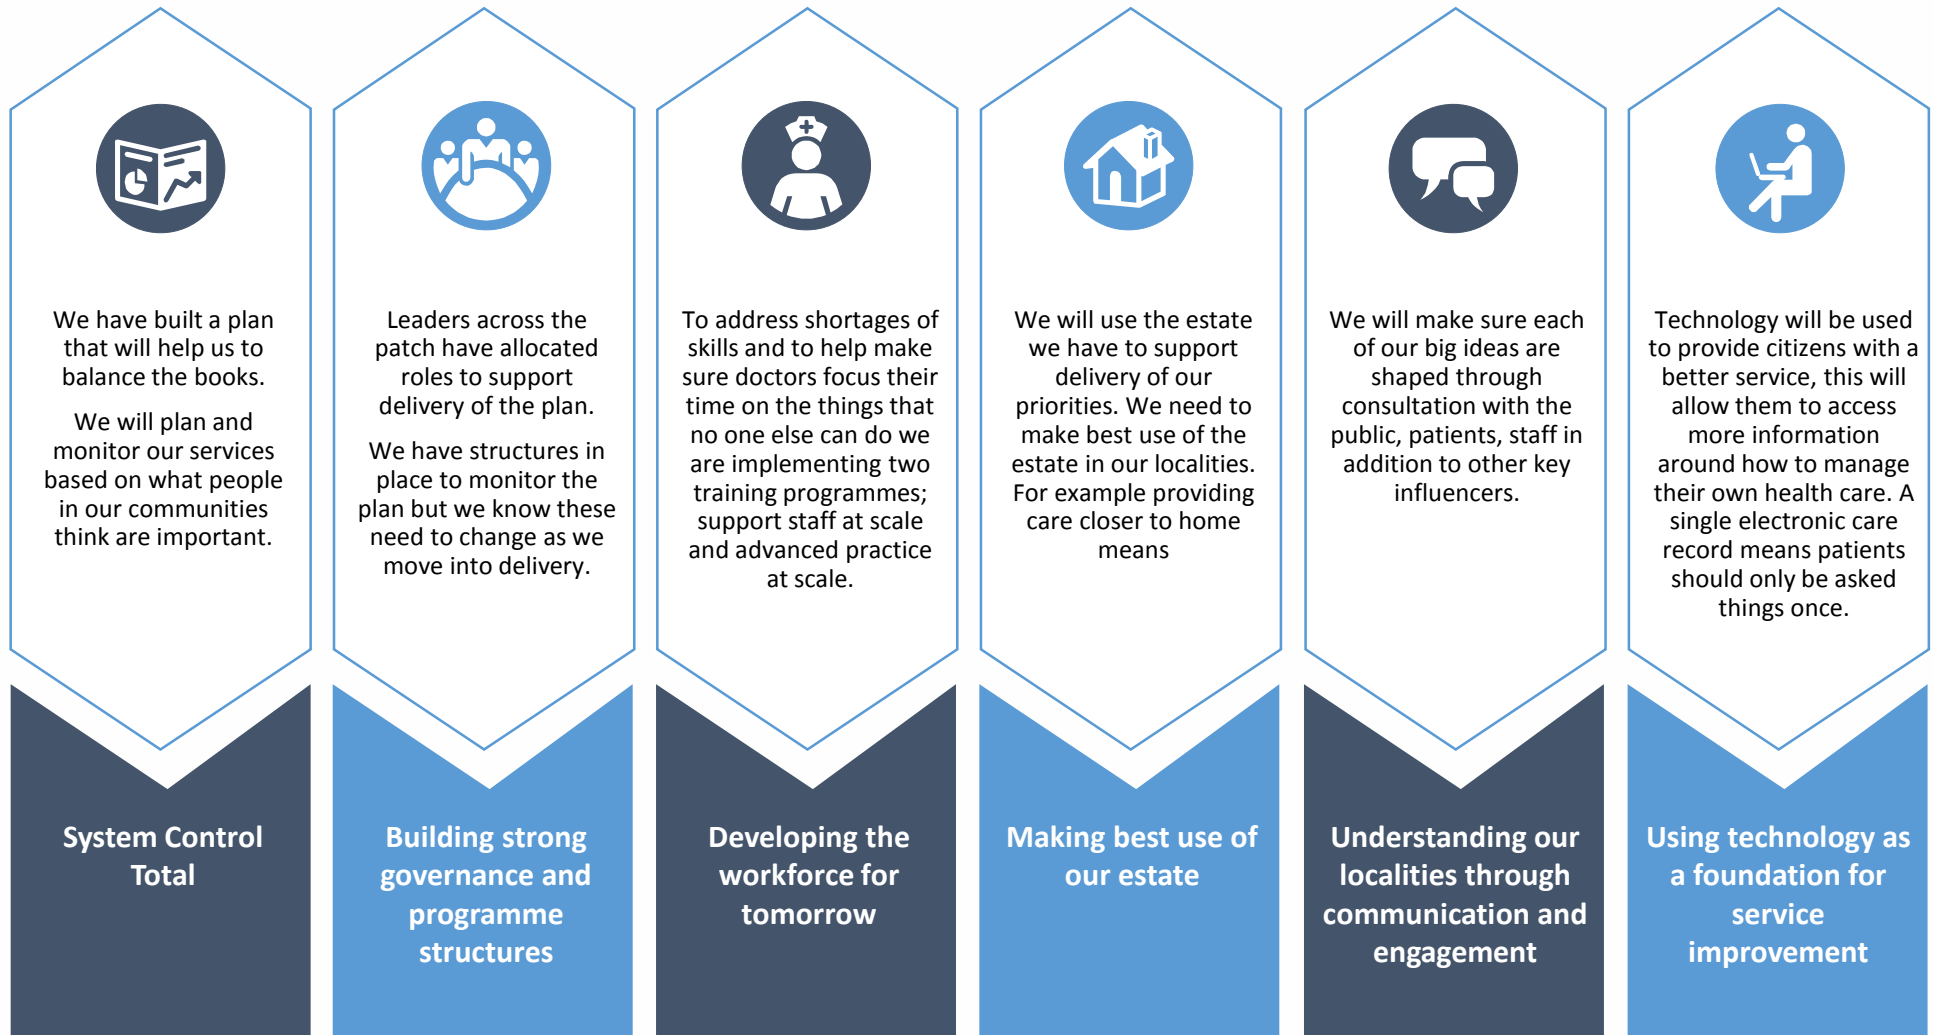 We have built a plan
that will help us to
balance the books.
We will plan and
monitor our services
based on what people
in our communities
think are important.
System Control
Total
Leaders across the
patch have allocated
roles to support
delivery of the plan.
We have structures in
place to monitor the
plan but we know these
need to change as we
move into delivery.
Building strong
governance and
programme
structures
To address shortages of
skills and to help make
sure doctors focus their
time on the things that
no one else can do we
are implementing two
training programmes;
support staff at scale
and advanced practice
at scale.
Developing the
workforce for
tomorrow
We will use the estate
we have to support
delivery of our
priorities. We need to
make best use of the
estate in our localities.
For example providing
care closer to home
means
Making best use of
our estate
We will make sure each
of our big ideas are
shaped through
consultation with the
public, patients, staff in
addition to other key
influencers.
Understanding our
localities through
communication and
engagement
Technology will be used
to provide citizens with a
better service, this will
allow them to access
more information
around how to manage
their own health care. A
single electronic care
record means patients
should only be asked
things once.
Using technology as
a foundation for
service
improvement